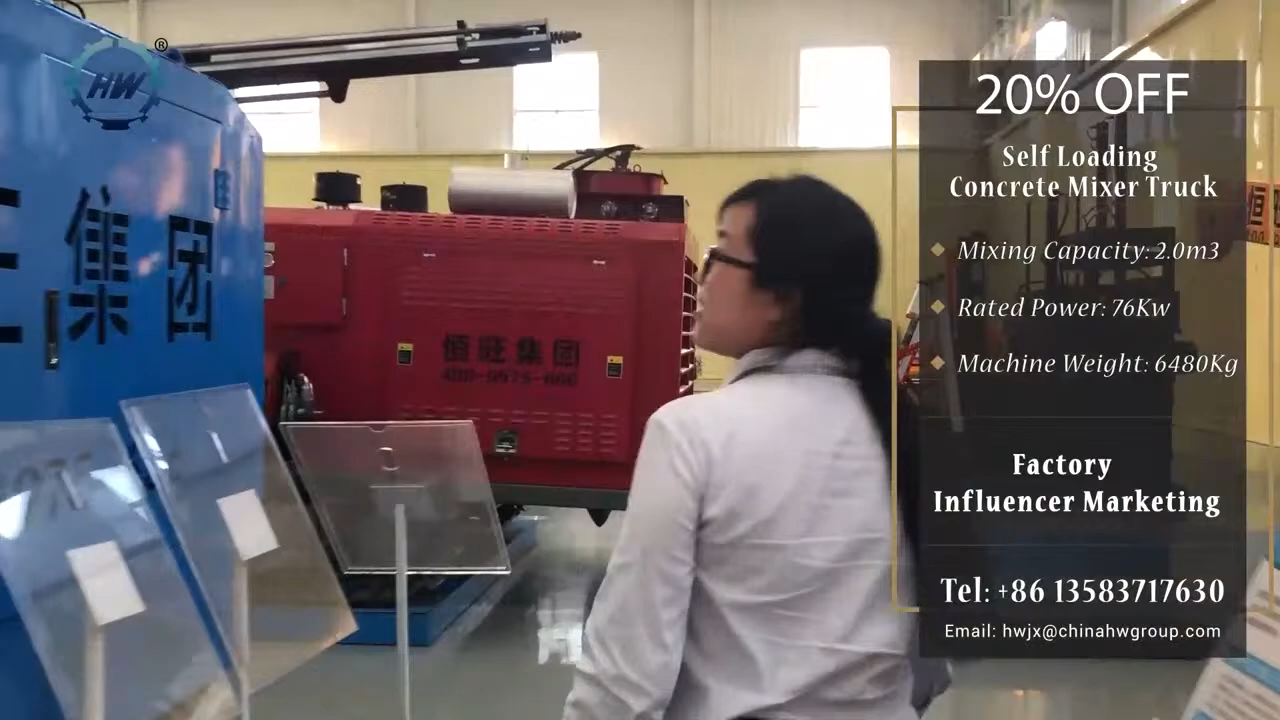 HW
®
集团
恒旺集团
20% OFF
Self Loading
Concrete Mixer Truck
Mixing Capacity: 2.0m3
Rated Power: 76Kw
Machine Weight: 6480Kg
Factory
Influencer Marketing
Tel: +86 13583717630
Email: hwjx@chinahwgroup.com
恒